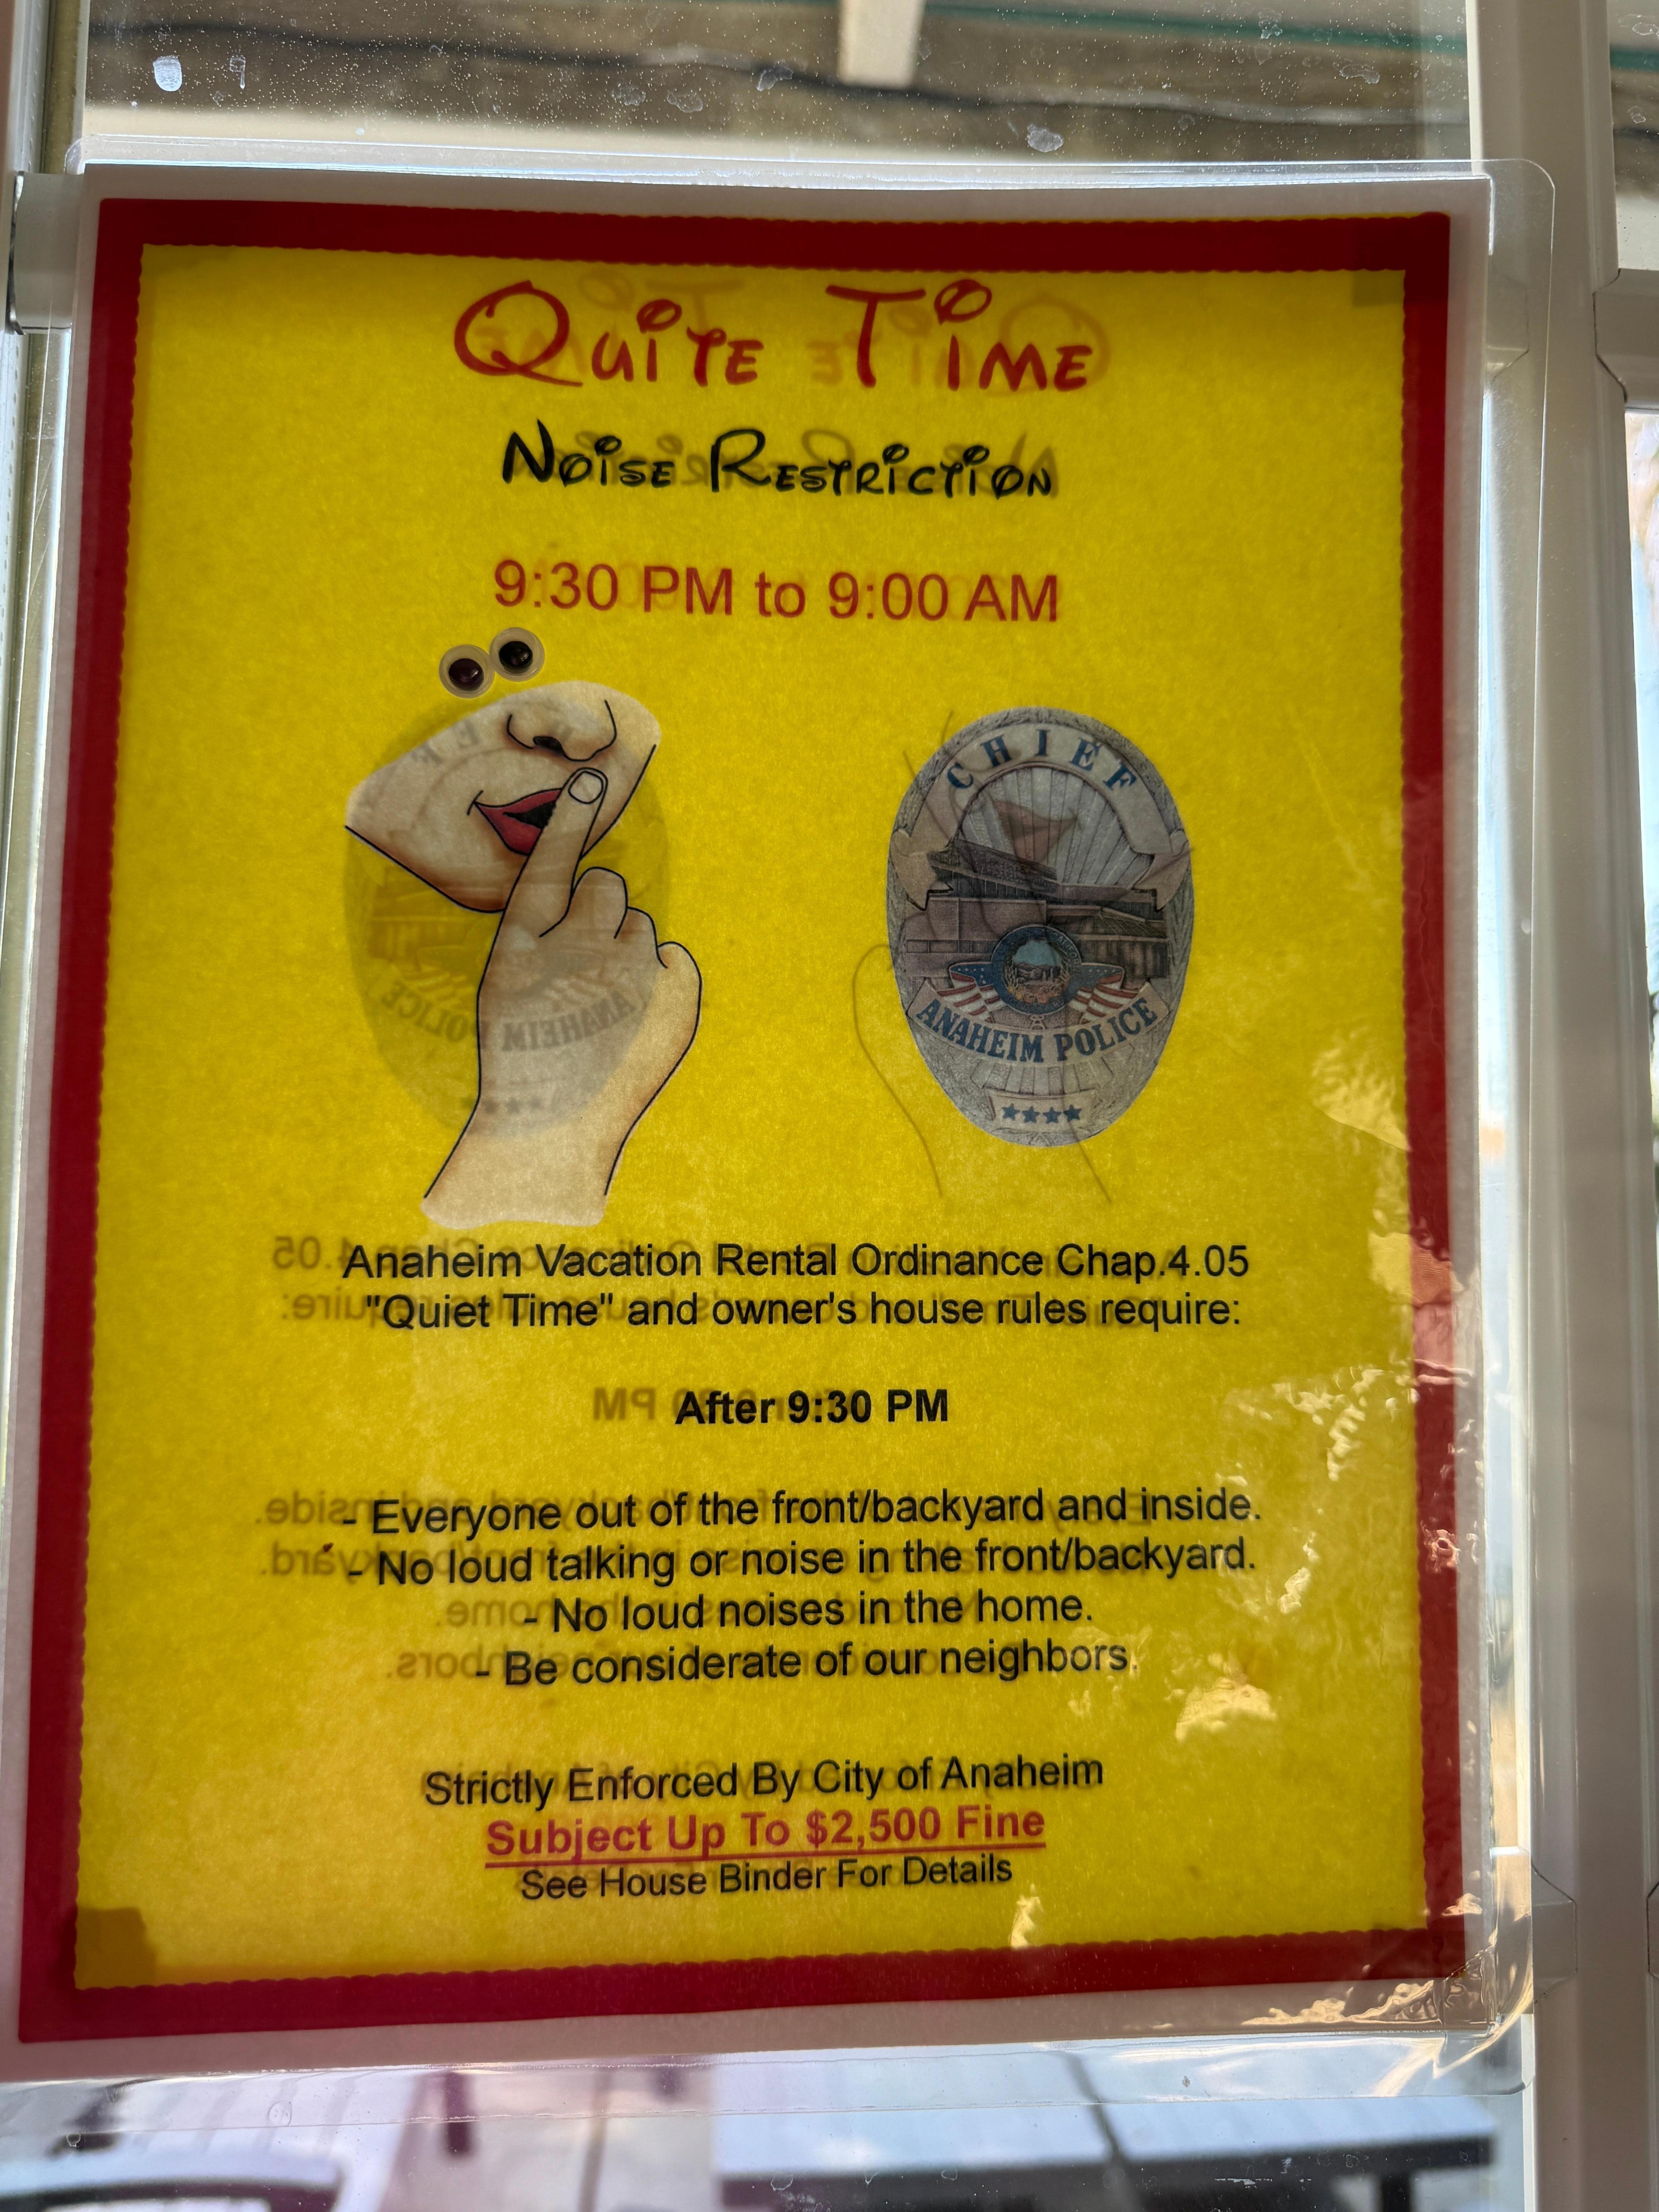 Quite Time
Noise Restriction
9:30 PM to 9:00 AM
CHIEF
ANAHEIM POLICE
Anaheim Vacation Rental Ordinance Chap.4.05
"Quiet Time" and owner's house rules require:
After 9:30 PM
- Everyone out of the front/backyard and inside.
- No loud talking or noise in the front/backyard.
- No loud noises in the home.
- Be considerate of our neighbors.
Strictly Enforced By City of Anaheim
Subject Up To $2,500 Fine
See House Binder For Details